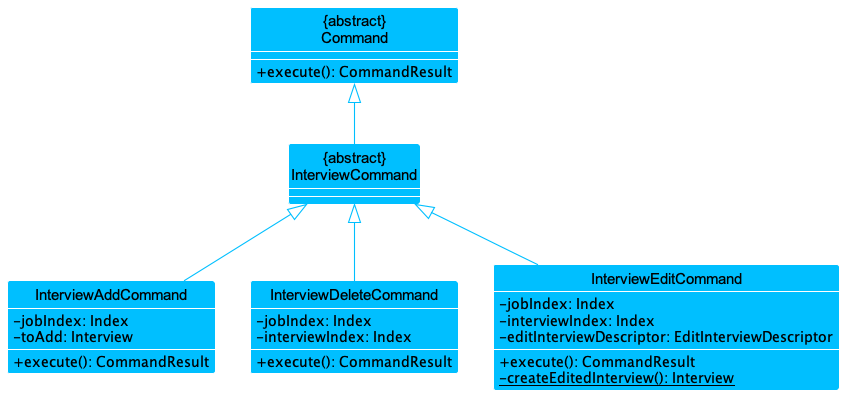 {abstract}
Command
+execute(): CommandResult
{abstract}
InterviewCommand
InterviewAddCommand
-jobIndex: Index
-toAdd: Interview
+execute(): CommandResult
InterviewDeleteCommand
-jobIndex: Index
-interviewIndex: Index
+execute(): CommandResult
InterviewEditCommand
-jobIndex: Index
-interviewIndex: Index
-editInterviewDescriptor: EditInterviewDescriptor
+execute(): CommandResult
-createEditedInterview(): Interview